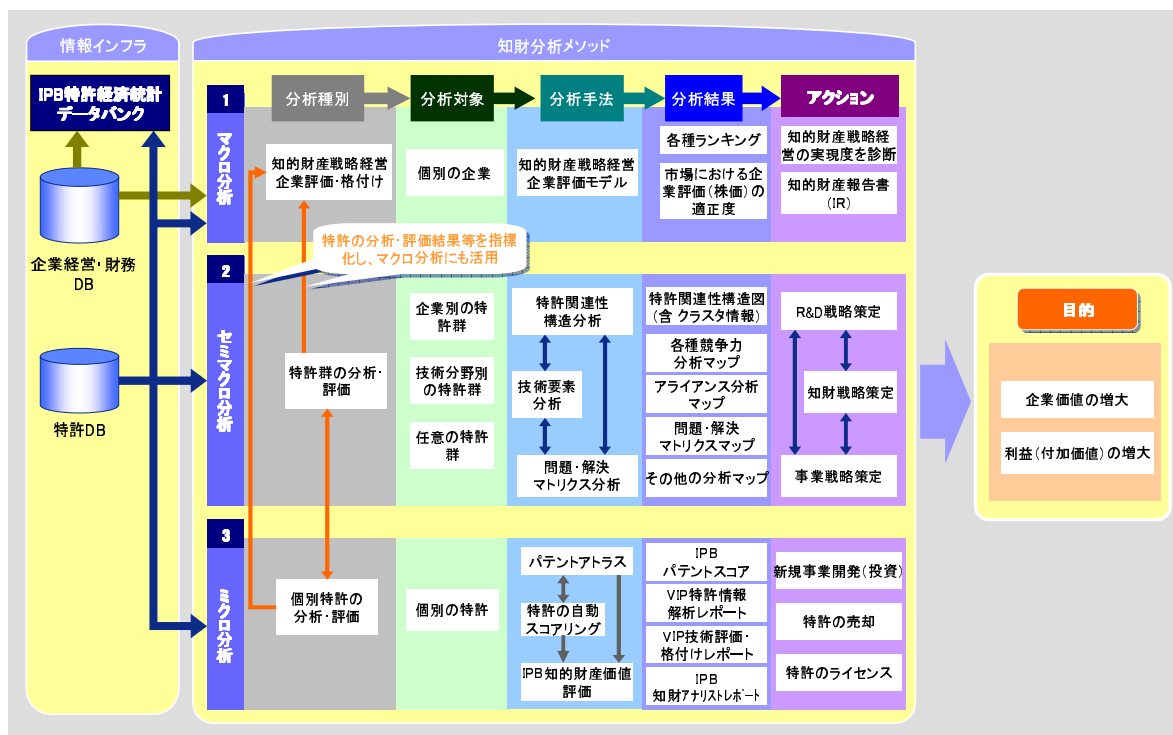 情報インフラ
IPB特許経済統計
データバンク
企業経営・財務
DB
特許DB
知財分析メソッド
分析種別
分析対象
分析手法
分析結果
アクション
1
マクロ分析
知的財産戦略経営
企業評価・格付け
個別の企業
知的財産戦略経営
企業評価モデル
各種ランキング
市場における企
業評価(株価)の
適正度
知的財産戦略経
営の実現度を診断
知的財産報告書
(IR)
特許の分析・評価結果等を指標
化し、マクロ分析にも活用
2
セミマクロ分析
特許群の分析・
評価
企業別の特
許群
技術分野別
の特許群
任意の特許
群
特許関連性
構造分析
技術要素
分析
問題・解決
マトリクス分析
特許関連性構造図
(含 クラスタ情報)
各種競争力
分析マップ
アライアンス分析
マップ
問題・解決
マトリクスマップ
その他の分析マップ
R&D戦略策定
知財戦略策定
事業戦略策定
3
ミクロ分析
個別特許の
分析・評価
個別の特許
パテントアトラス
特許の自動
スコアリング
IPB知的財産価値
評価
IPB
パテントスコア
VIP特許情報
解析レポート
VIP技術評価・
格付けレポート
IPB
知財アナリストレポート
新規事業開発(投資)
特許の売却
特許のライセンス
目的
企業価値の増大
利益(付加価値)の増大